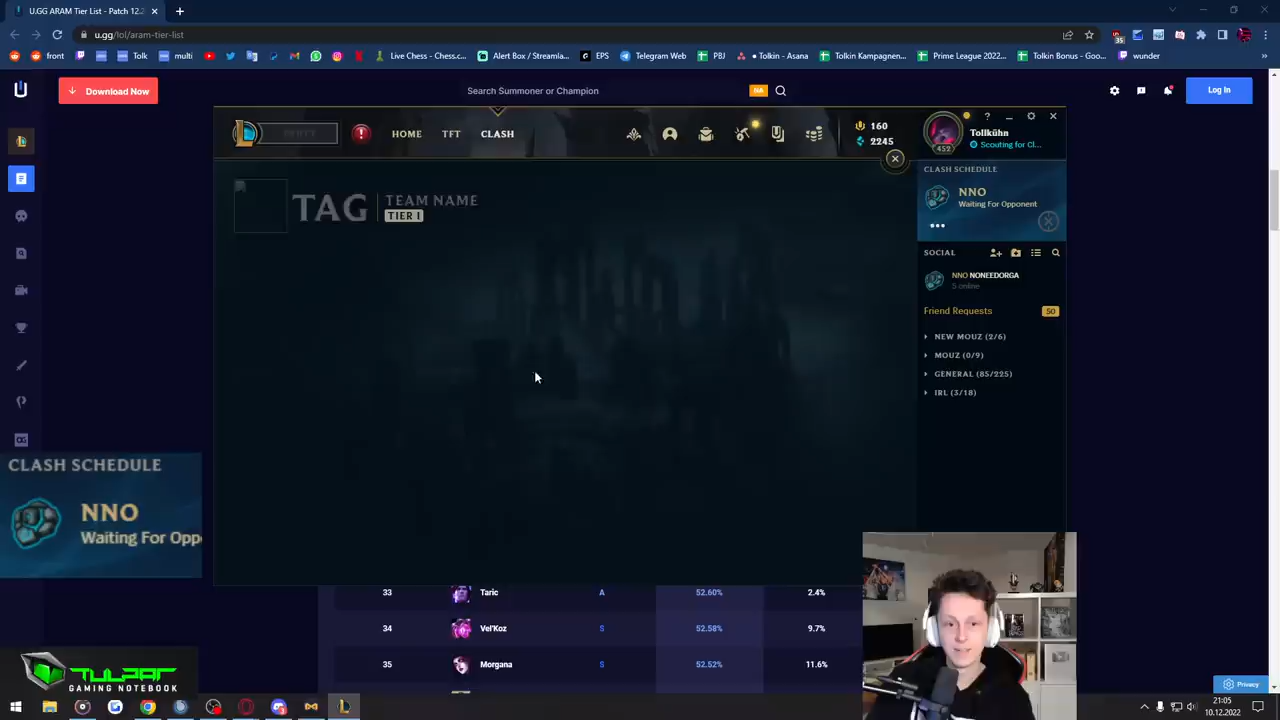 U.GG ARAM Tier List - Patch 12.2
u.gg/lol/aram-tier-list
front
Tolk
multi
Live Chess - Chess.c...
Alert Box / Streamla...
EPS
Telegram Web
PBJ
Tolkin - Asana
Tolkin Kampagnen...
Prime League 2022...
Tolkin Bonus - Goo...
wunder
Download Now
Search Summoner or Champion
NA
Log In
HOME
TFT
CLASH
160
2245
452
Tollkühn
Scouting for Cl...
TAG
TEAM NAME
TIER I
CLASH SCHEDULE
NNO
Waiting For Opponent
SOCIAL
NNO NONEEDORGA
5 online
Friend Requests
50
NEW MOUZ (2/6)
MOUZ (0/9)
GENERAL (85/225)
IRL (3/18)
CLASH SCHEDULE
NNO
Waiting For Oppo
33 Taric A 52.60% 2.4%
34 Vel'Koz S 52.58% 9.7%
35 Morgana S 52.52% 11.6%
TULPAR
GAMING NOTEBOOK
Privacy
21:05
10.12.2022